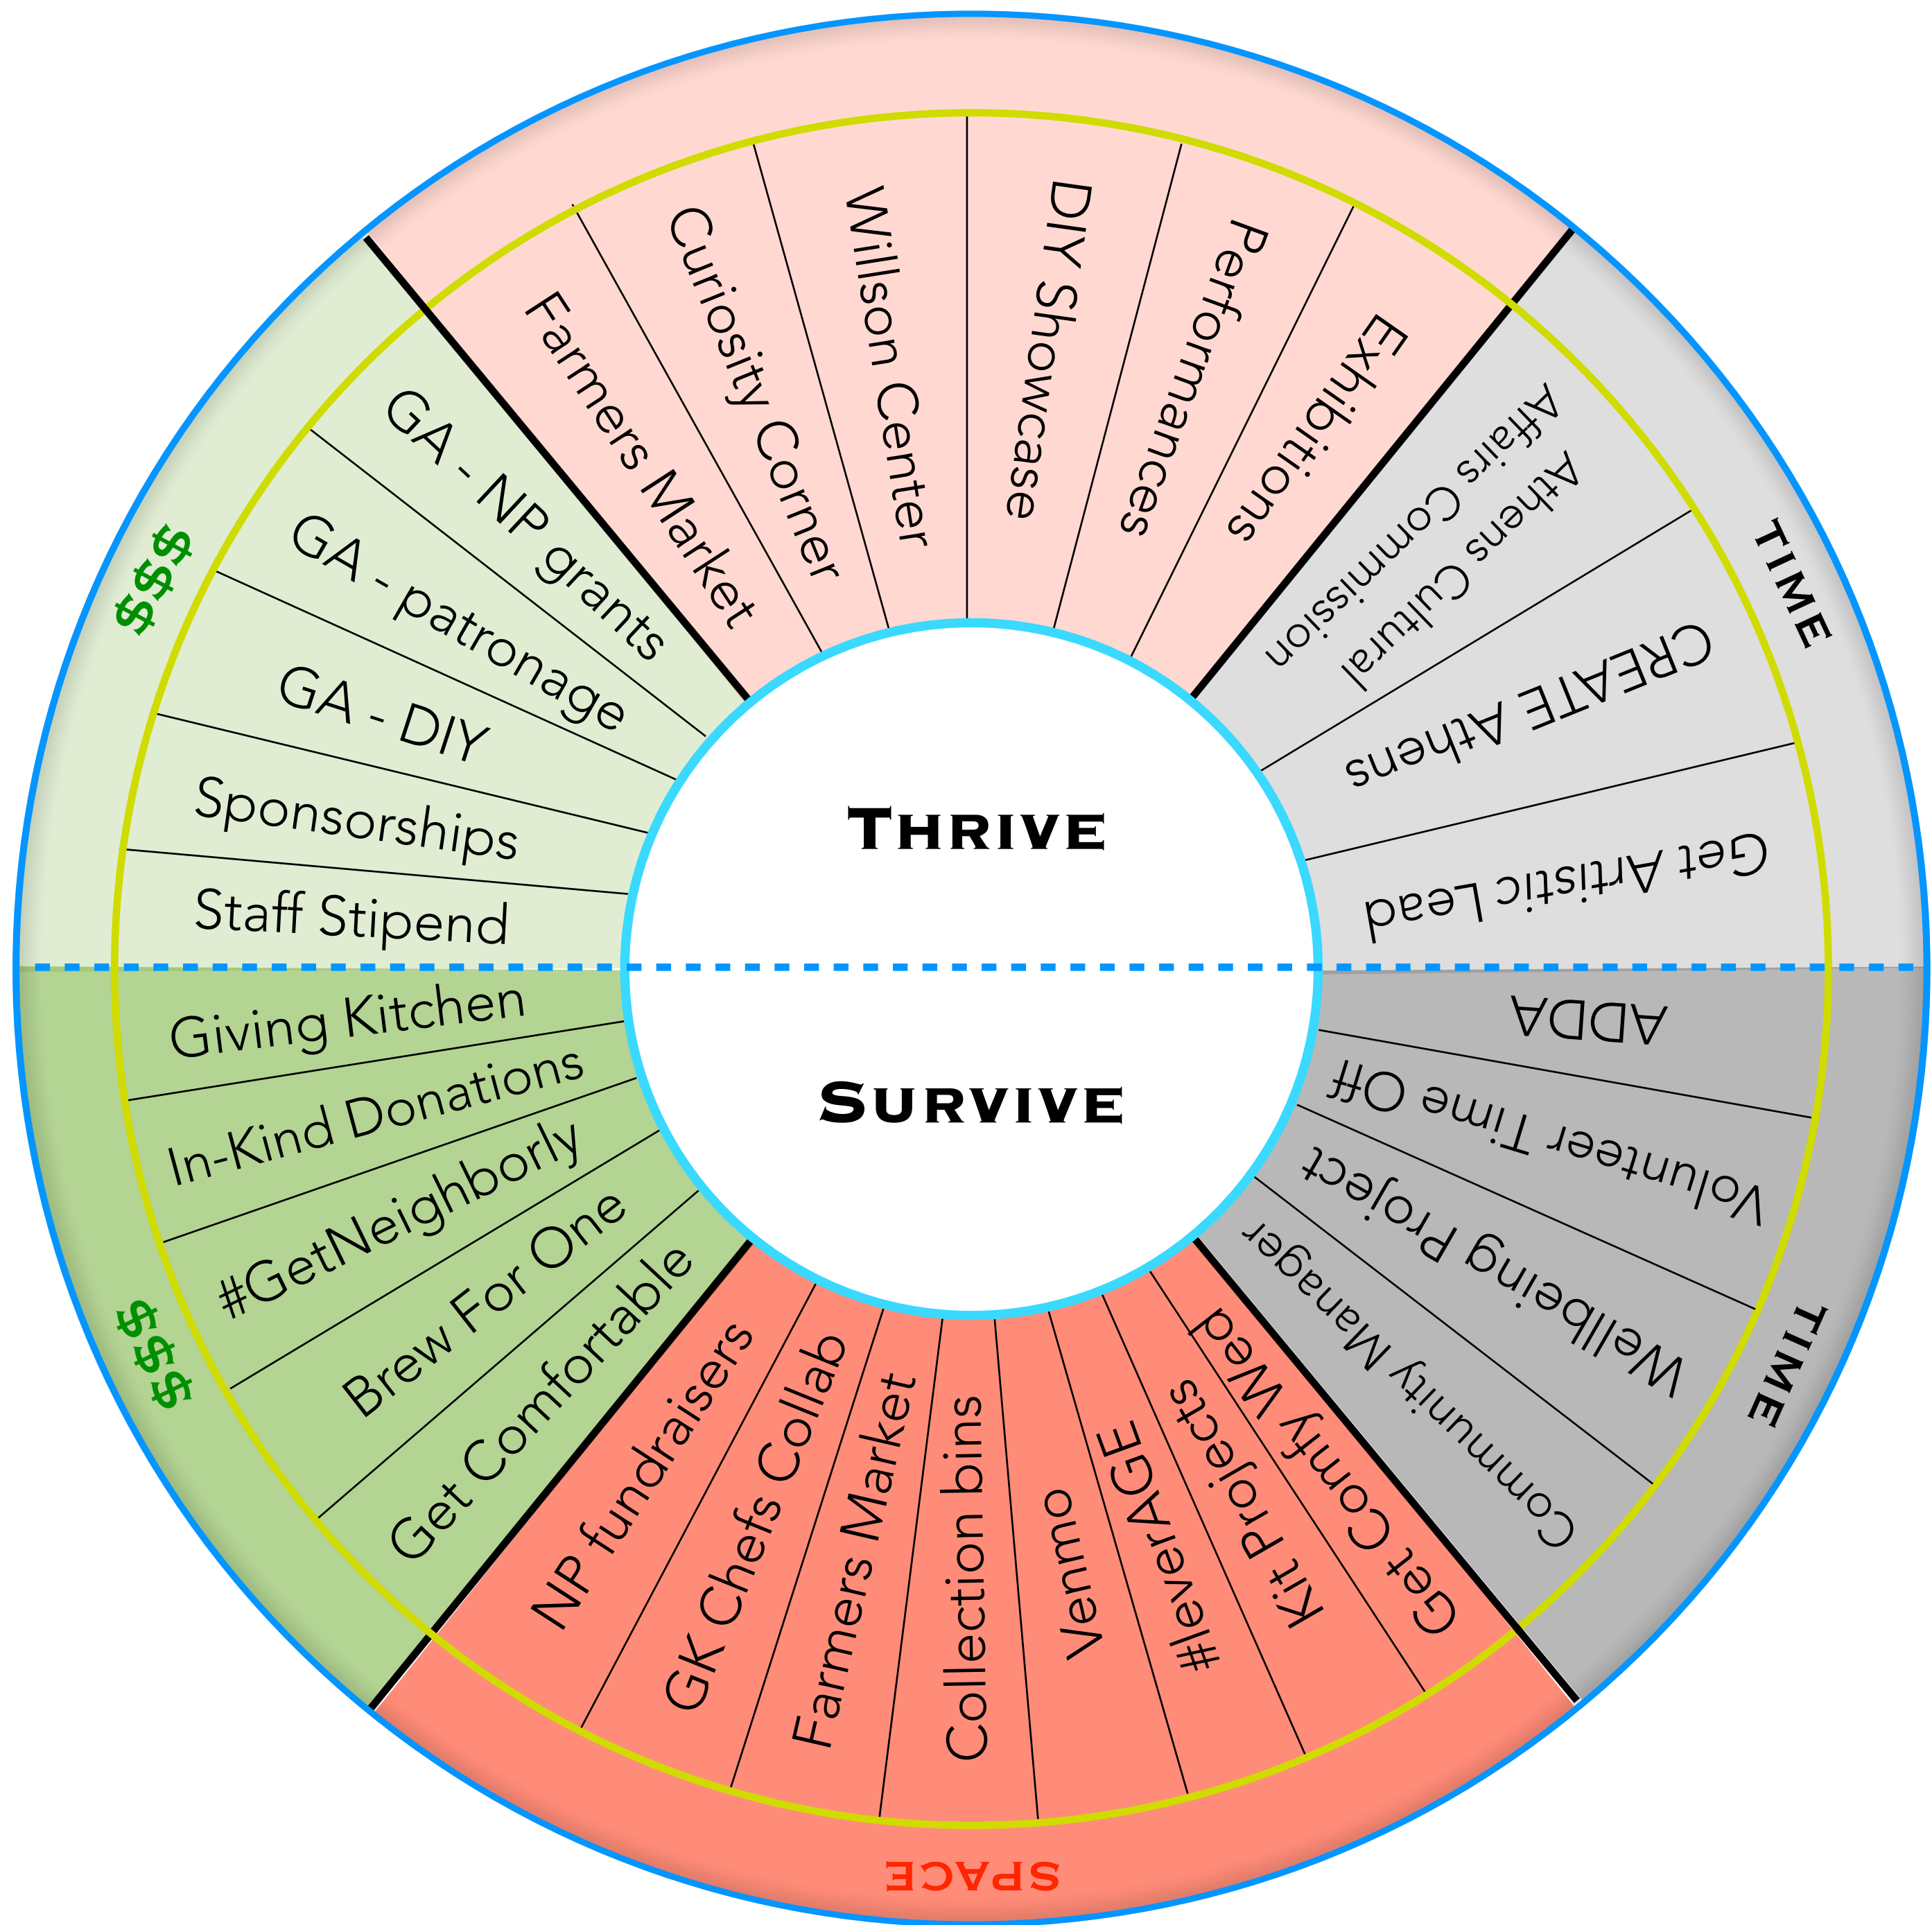 THRIVE
SURVIVE
$$$
GA - NP grants
GA - patronage
GA - DIY
Sponsorships
Staff Stipend
Farmers Market
Curiosity Corner
Willson Center
DIY Showcase
Performances
Exhibitions
TIME
Athens Cultural
Affairs Commission
CREATE Athens
Get Artistic Lead
ADDA
Volunteer Time Off
Wellbeing Project
Community Manager
TIME
Get Comfy Wed
Kit Projects
#leverAGE
Venmo
Collection bins
Farmers Market
GK Chefs Collab
NP fundraisers
SPACE
Get Comfortable
Brew For One
#GetNeighborly
In-Kind Donations
Giving Kitchen
$$$